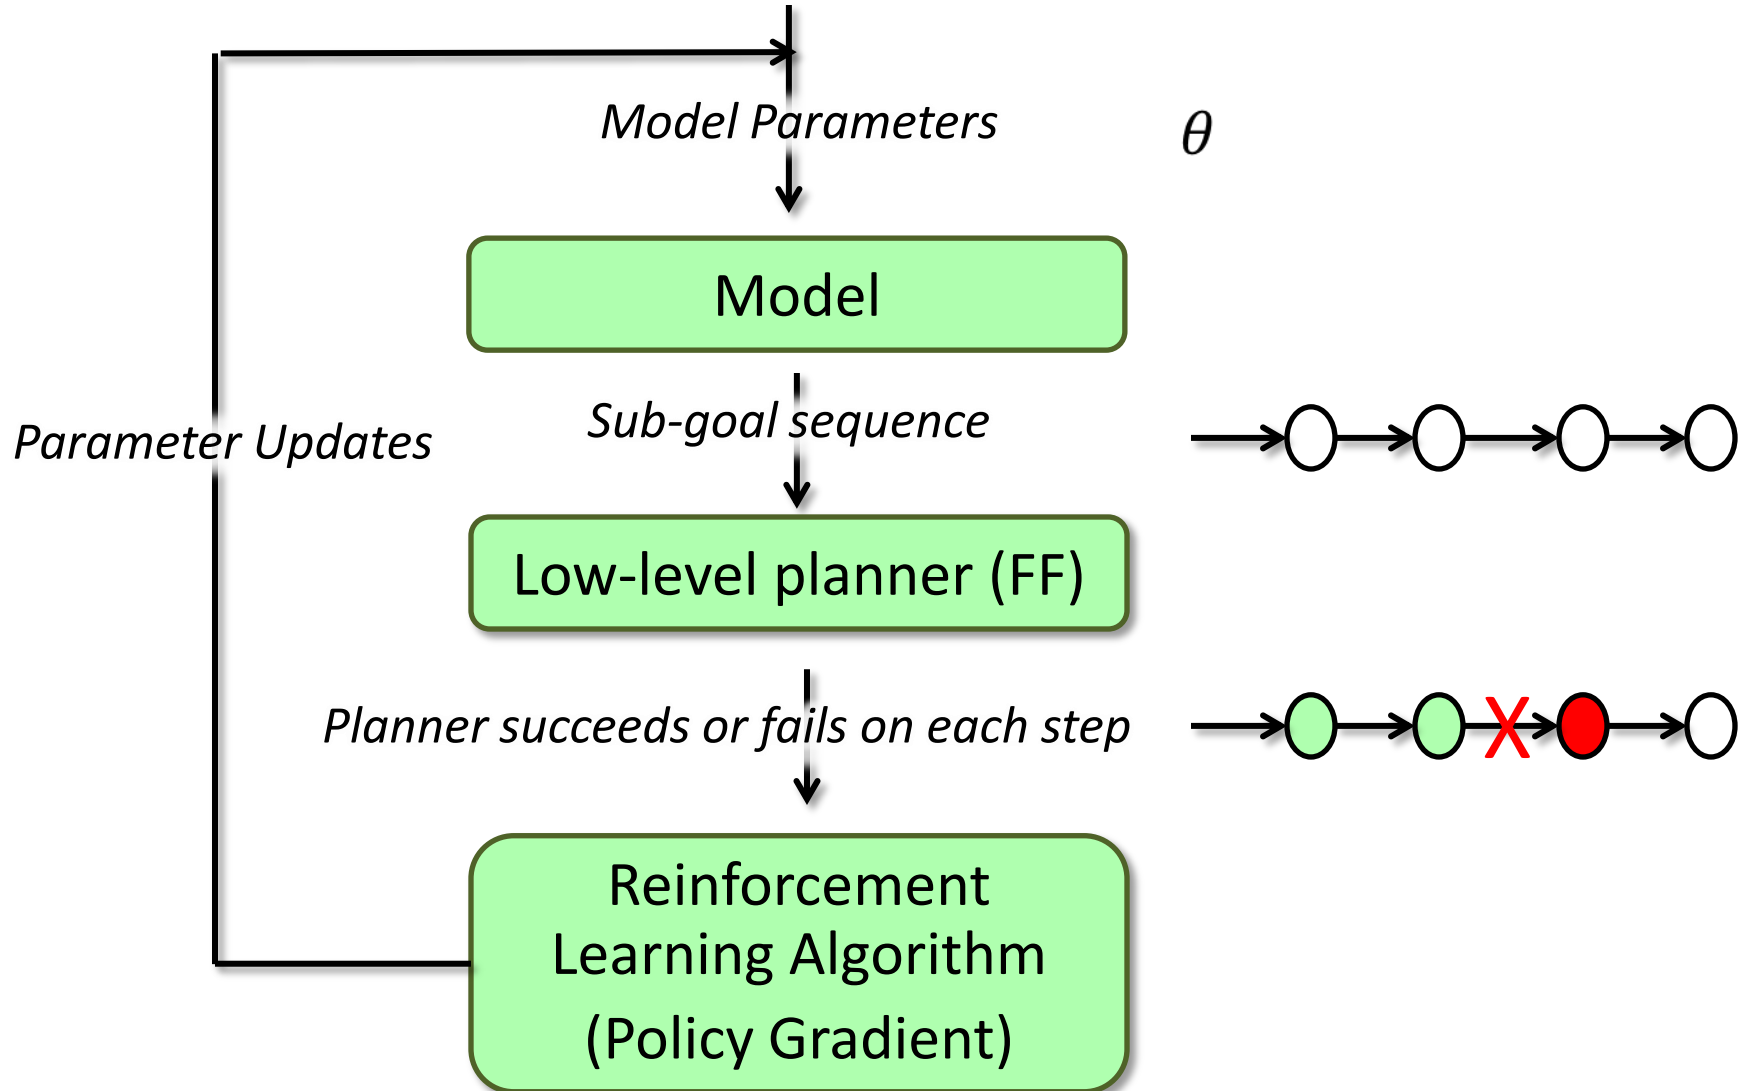 Model Parameters
θ
Model
Sub-goal sequence
Parameter Updates
Low-level planner (FF)
Planner succeeds or fails on each step
X
Reinforcement
Learning Algorithm
(Policy Gradient)